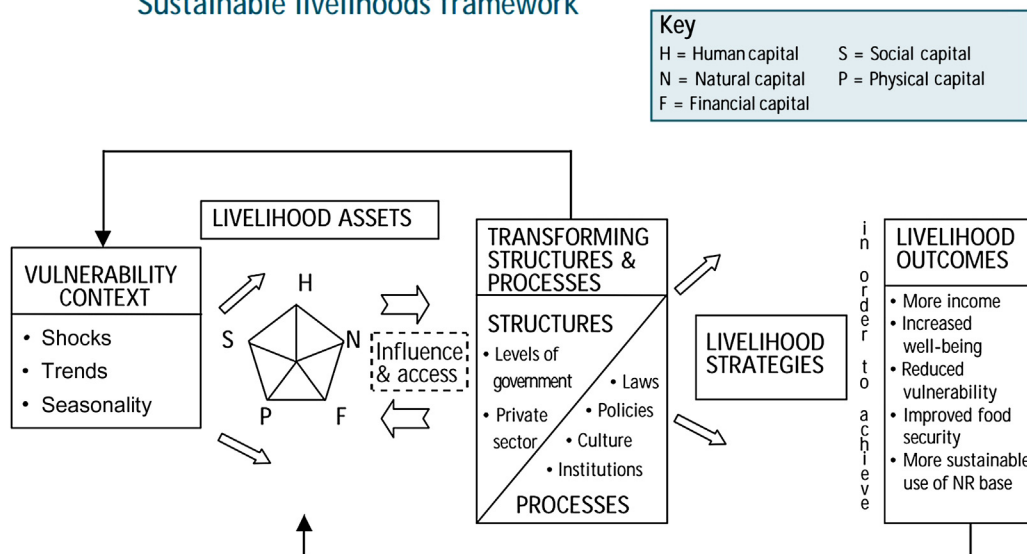 Sustainable livelihoods framework
Key
H = Human capital S = Social capital
N = Natural capital P = Physical capital
F = Financial capital
LIVELIHOOD ASSETS
VULNERABILITY
CONTEXT
• Shocks
• Trends
• Seasonality
H
S
N
P
F
Influence
& access
TRANSFORMING
STRUCTURES &
PROCESSES
STRUCTURES
• Levels of
government
• Private
sector
• Laws
• Policies
• Culture
• Institutions
PROCESSES
LIVELIHOOD
STRATEGIES
in order to achieve
LIVELIHOOD
OUTCOMES
• More income
• Increased
well-being
• Reduced
vulnerability
• Improved food
security
• More sustainable
use of NR base